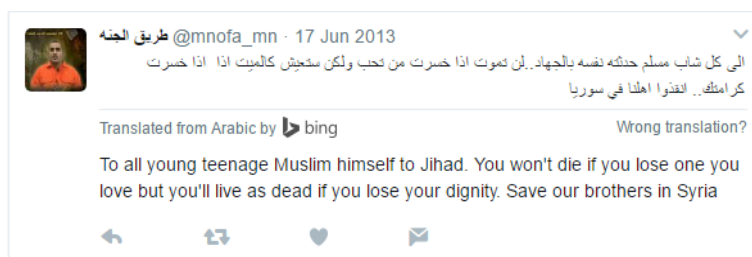 طريق الجنه @mnofa_mn · 17 Jun 2013
الى كل شاب مسلم حدثته نفسه بالجهاد..لن تموت اذا خسرت من تحب ولكن ستعيش كالميت اذا اذا خسرت
كرامتك.. انقذوا اهلنا في سوريا
Translated from Arabic by bing
Wrong translation?
To all young teenage Muslim himself to Jihad. You won't die if you lose one you
love but you'll live as dead if you lose your dignity. Save our brothers in Syria